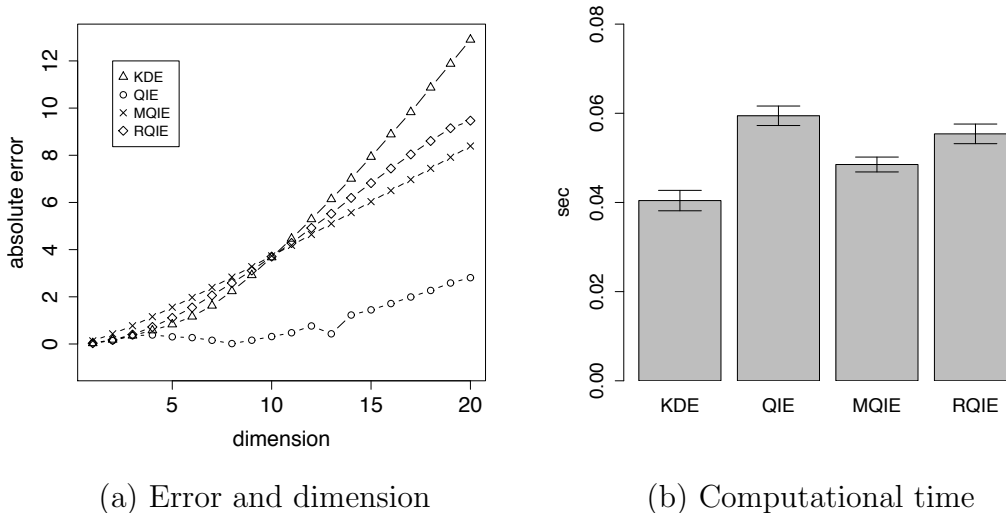 absolute error
0
2
4
6
8
10
12
KDE
QIE
MQIE
RQIE
5
10
15
20
dimension
(a) Error and dimension
sec
0.00
0.02
0.04
0.06
0.08
KDE
QIE
MQIE
RQIE
(b) Computational time